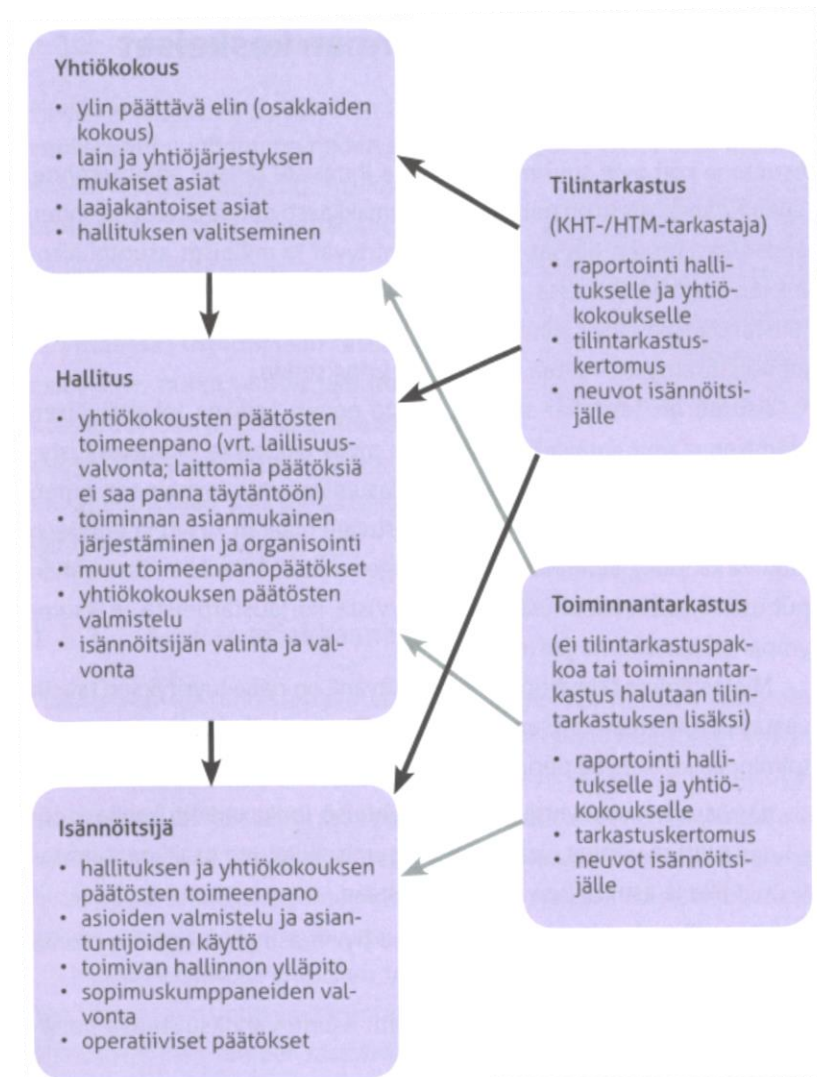 Yhtiökokous
• ylin päättävä elin (osakkaiden
kokous)
• lain ja yhtiöjärjestyksen
mukaiset asiat
• laajakantoiset asiat
• hallituksen valitseminen
Hallitus
• yhtiökokousten päätösten
toimeenpano (vrt. laillisuus-
valvonta; laittomia päätöksiä
ei saa panna täytäntöön)
• toiminnan asianmukainen
järjestäminen ja organisointi
• muut toimeenpanopäätökset
• yhtiökokouksen päätösten
valmistelu
• isännöitsijän valinta ja val-
vonta
Isännöitsijä
• hallituksen ja yhtiökokouksen
päätösten toimeenpano
• asioiden valmistelu ja asian-
tuntijoiden käyttö
• toimivan hallinnon ylläpito
• sopimuskumppaneiden val-
vonta
• operatiiviset päätökset
Tilintarkastus
(KHT-/HTM-tarkastaja)
• raportointi halli-
tukselle ja yhtiö-
kokoukselle
• tilintarkastus-
kertomus
• neuvot isännöitsi-
jälle
Toiminnantarkastus
(ei tilintarkastuspak-
koa tai toiminnantar-
kastus halutaan tilin-
tarkastuksen lisäksi)
• raportointi halli-
tukselle ja yhtiö-
kokoukselle
• tarkastuskertomus
• neuvot isännöitsi-
jälle